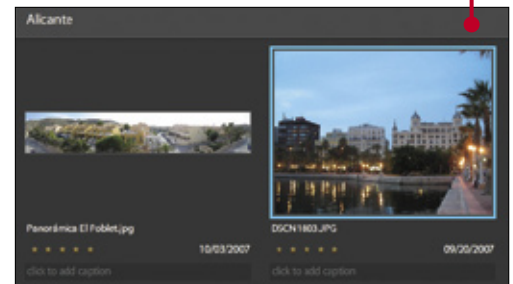 Alicante
Panorámica El Poblet.jpg
DSCN1803.JPG
10/03/2007
09/20/2007
click to add caption
click to add caption